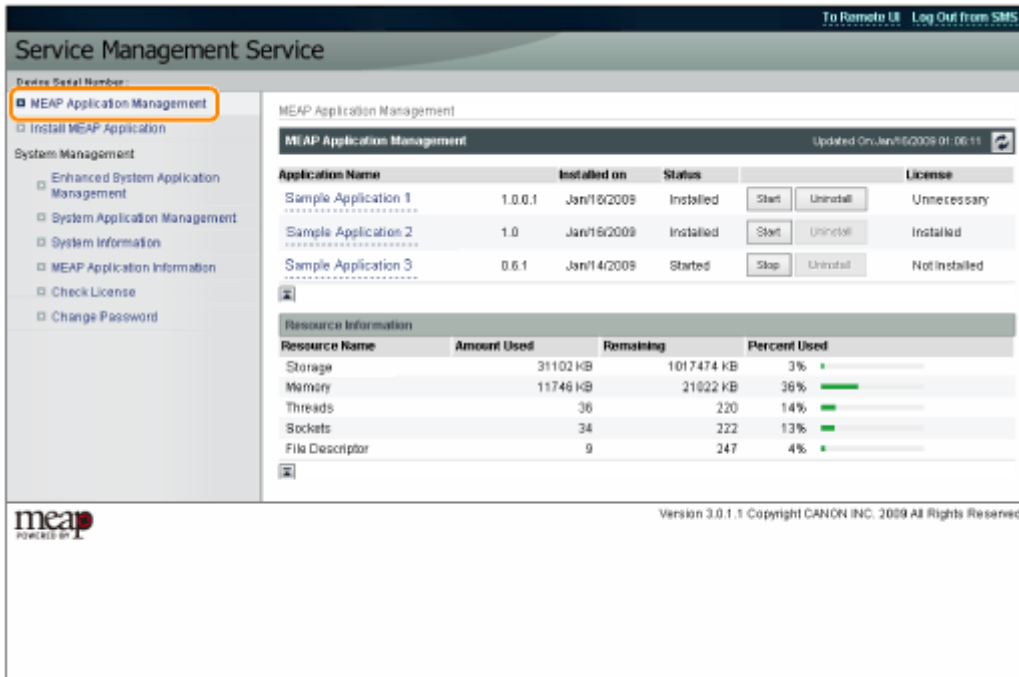 To Remote UI Log Out from SMS
Service Management Service
Device Serial Number :
MEAP Application Management
Install MEAP Application
System Management
Enhanced System Application
Management
System Application Management
System Information
MEAP Application Information
Check License
Change Password
MEAP Application Management
MEAP Application Management Updated On:Jan/16/2009 01:06:11
Application Name Installed on Status License
Sample Application 1 1.0.0.1 Jan/16/2009 Installed Start Uninstall Unnecessary
Sample Application 2 1.0 Jan/16/2009 Installed Start Uninstall Installed
Sample Application 3 0.6.1 Jan/14/2009 Started Stop Uninstall Not Installed
Resource Information
Resource Name Amount Used Remaining Percent Used
Storage 31102 KB 1017474 KB 3%
Memory 11746 KB 21022 KB 36%
Threads 36 220 14%
Sockets 34 222 13%
File Descriptor 9 247 4%
meap
POWERED BY
Version 3.0.1.1 Copyright CANON INC. 2009 All Rights Reserved